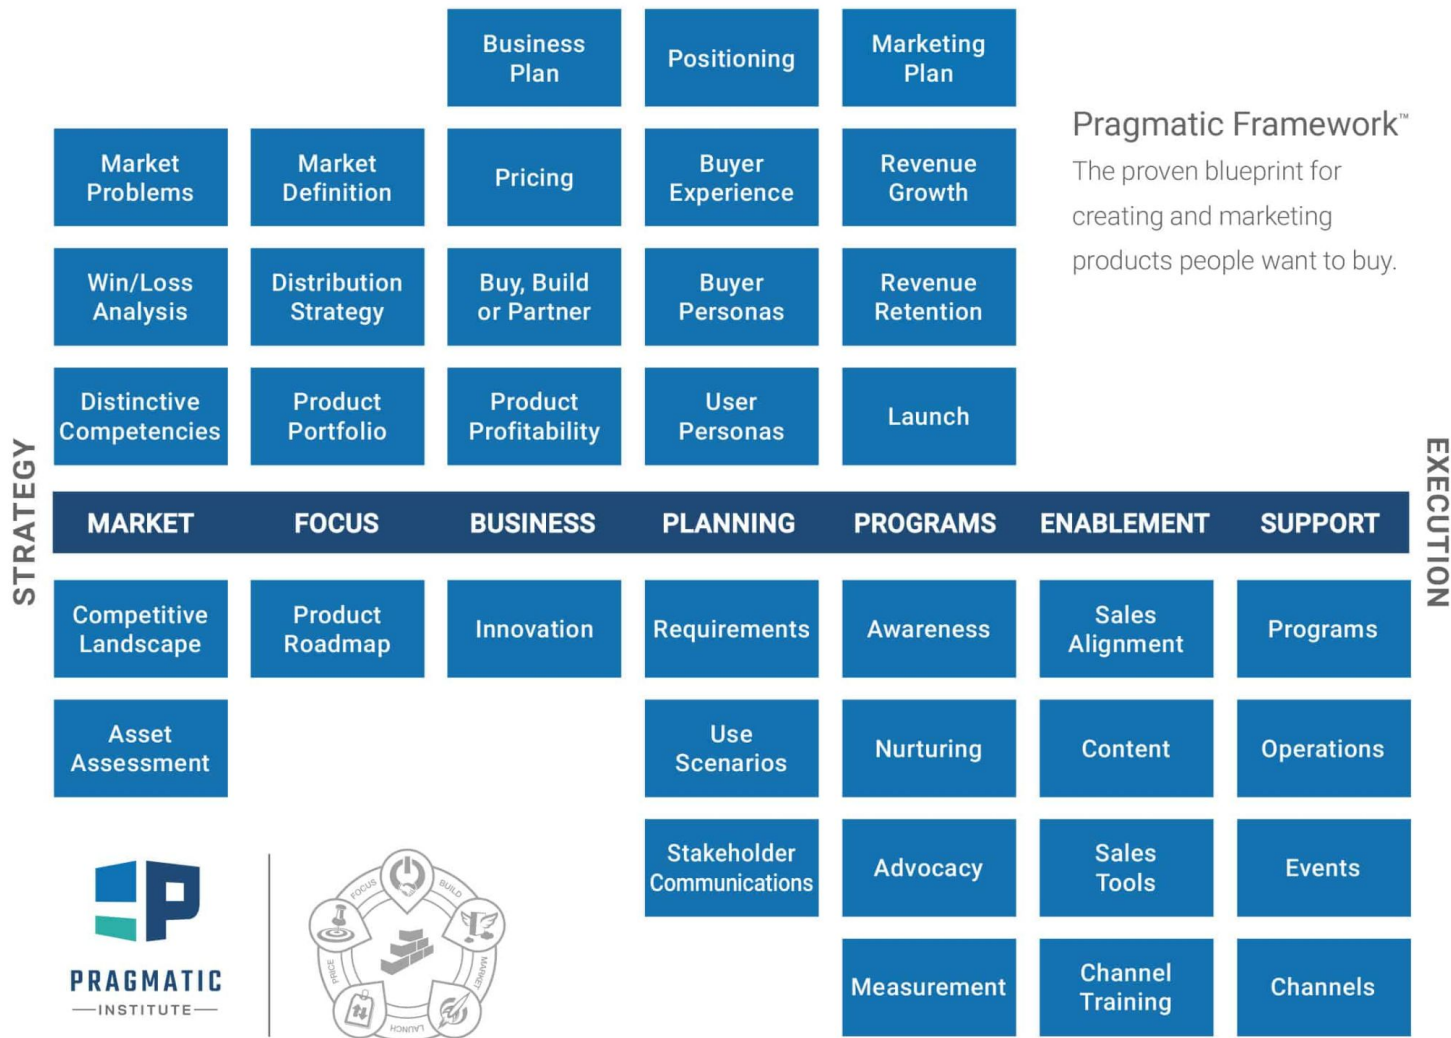 Business
Plan
Positioning
Marketing
Plan
Pragmatic Framework™
The proven blueprint for
creating and marketing
products people want to buy.
Market
Problems
Market
Definition
Pricing
Buyer
Experience
Revenue
Growth
Win/Loss
Analysis
Distribution
Strategy
Buy, Build
or Partner
Buyer
Personas
Revenue
Retention
Distinctive
Competencies
Product
Portfolio
Product
Profitability
User
Personas
Launch
STRATEGY
MARKET
FOCUS
BUSINESS
PLANNING
PROGRAMS
ENABLEMENT
SUPPORT
EXECUTION
Competitive
Landscape
Product
Roadmap
Innovation
Requirements
Awareness
Sales
Alignment
Programs
Asset
Assessment
Use
Scenarios
Nurturing
Content
Operations
Stakeholder
Communications
Advocacy
Sales
Tools
Events
Measurement
Channel
Training
Channels
PRAGMATIC
INSTITUTE
FOCUS
BUILD
MARKET
LAUNCH
PRICE